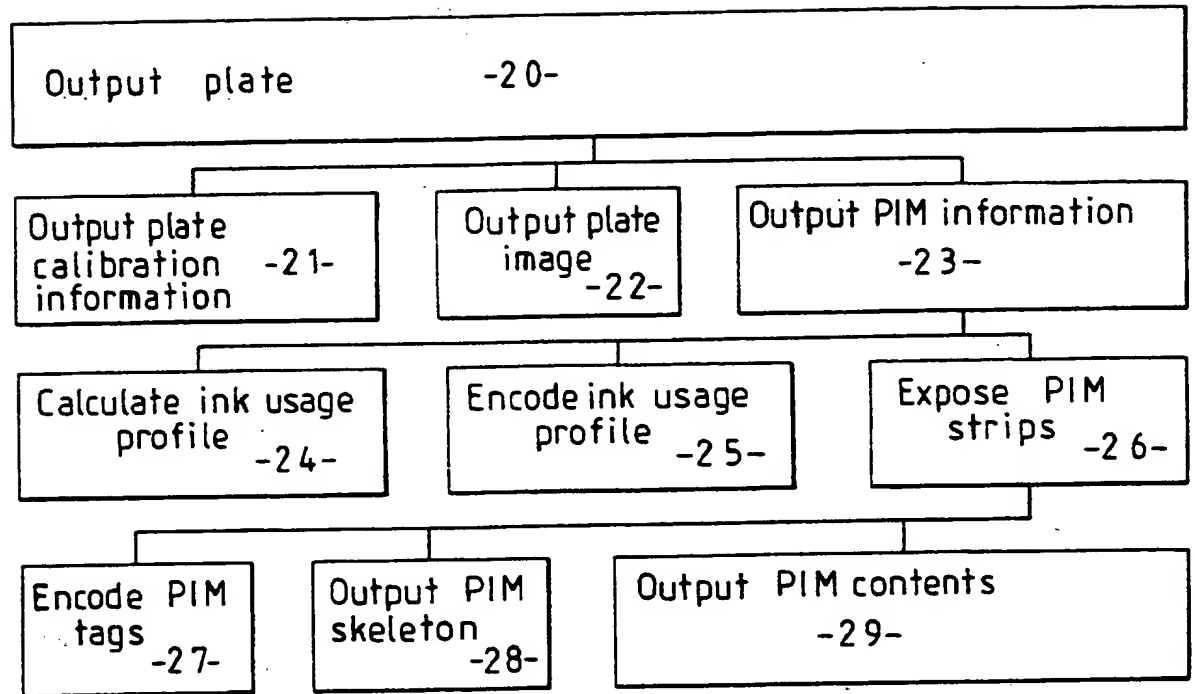 Output plate -20-
Output plate
calibration -21-
information
Output plate
image
-22-
Output PIM information
-23-
Calculate ink usage
profile
-24-
Encode ink usage
profile
-25-
Expose PIM
strips
-26-
Encode PIM
tags
-27-
Output PIM
skeleton
-28-
Output PIM contents
-29-